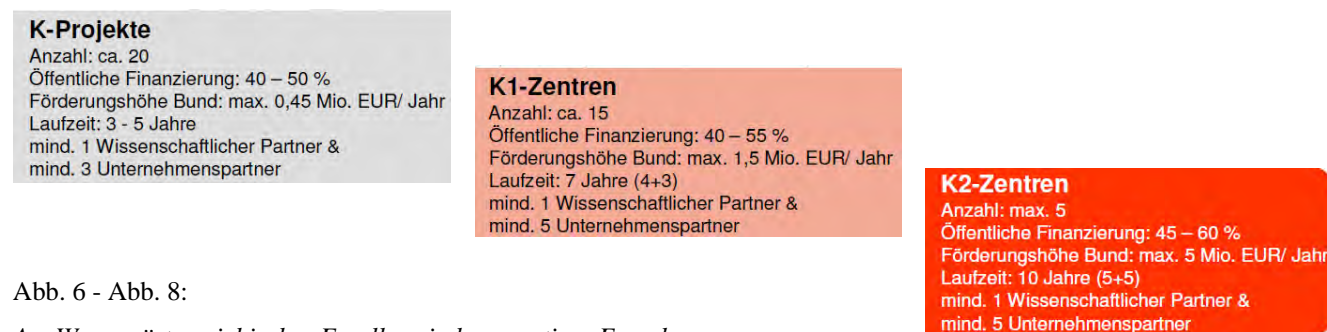 K-Projekte
Anzahl: ca. 20
Öffentliche Finanzierung: 40 – 50 %
Förderungshöhe Bund: max. 0,45 Mio. EUR/ Jahr
Laufzeit: 3 - 5 Jahre
mind. 1 Wissenschaftlicher Partner &
mind. 3 Unternehmenspartner
K1-Zentren
Anzahl: ca. 15
Öffentliche Finanzierung: 40 – 55 %
Förderungshöhe Bund: max. 1,5 Mio. EUR/ Jahr
Laufzeit: 7 Jahre (4+3)
mind. 1 Wissenschaftlicher Partner &
mind. 5 Unternehmenspartner
K2-Zentren
Anzahl: max. 5
Öffentliche Finanzierung: 45 – 60 %
Förderungshöhe Bund: max. 5 Mio. EUR/ Jahr
Laufzeit: 10 Jahre (5+5)
mind. 1 Wissenschaftlicher Partner &
mind. 5 Unternehmenspartner
Abb. 6 - Abb. 8: